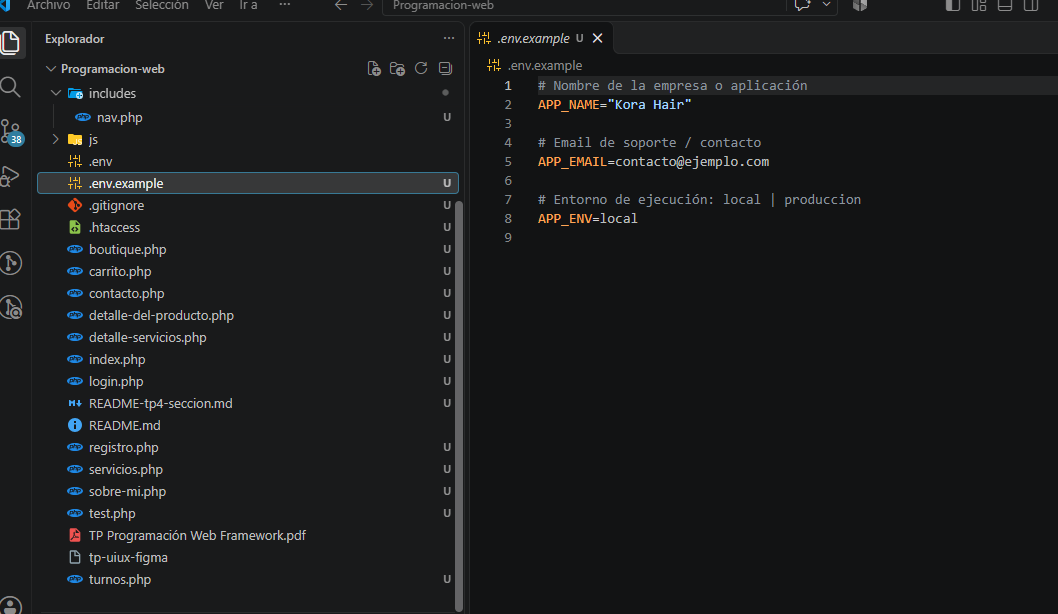 Archivo Editar Selección Ver Ir a ··· Programacion-web
Explorador ···
Programacion-web
includes
nav.php U
js
.env
.env.example U
.gitignore U
.htaccess U
boutique.php U
carrito.php U
contacto.php U
detalle-del-producto.php U
detalle-servicios.php U
index.php U
login.php U
README-tp4-seccion.md U
README.md
registro.php U
servicios.php U
sobre-mi.php U
test.php U
TP Programación Web Framework.pdf
tp-uiux-figma
turnos.php U
38
.env.example U
.env.example
1 # Nombre de la empresa o aplicación
2 APP_NAME="Kora Hair"
3
4 # Email de soporte / contacto
5 APP_EMAIL=contacto@ejemplo.com
6
7 # Entorno de ejecución: local | produccion
8 APP_ENV=local
9